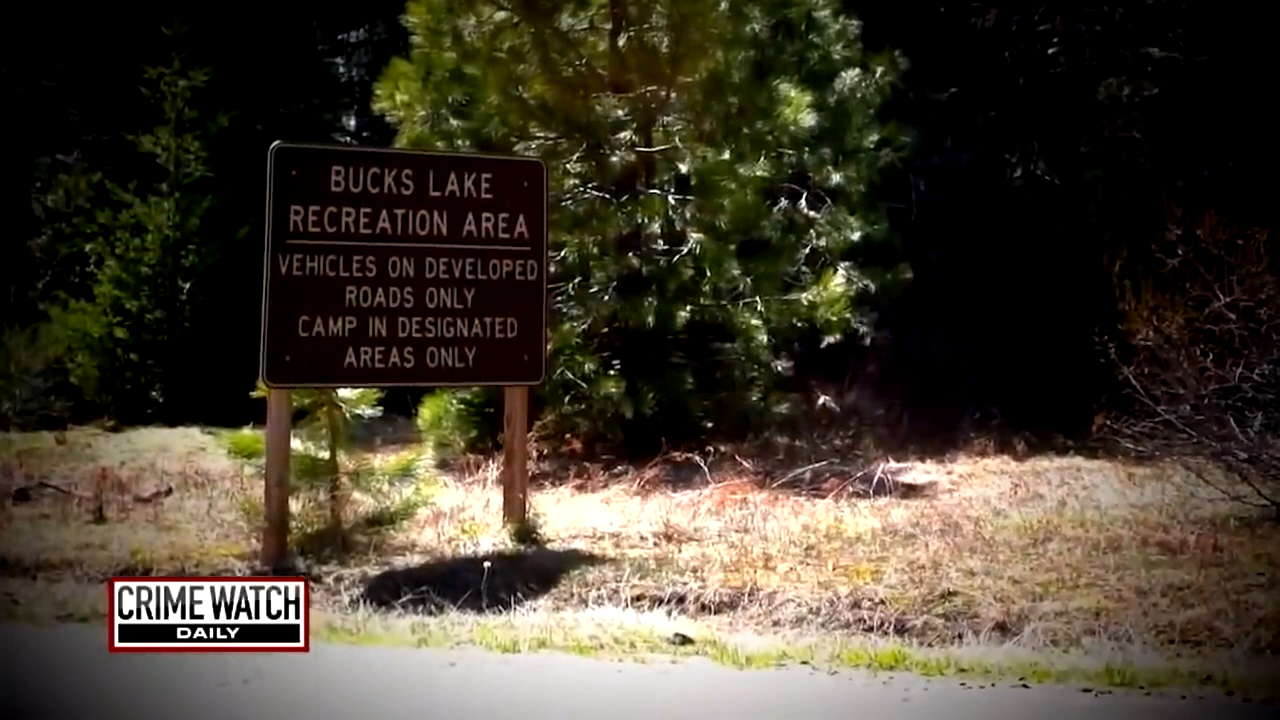 BUCKS LAKE
RECREATION AREA
VEHICLES ON DEVELOPED
ROADS ONLY
CAMP IN DESIGNATED
AREAS ONLY
CRIME WATCH
DAILY